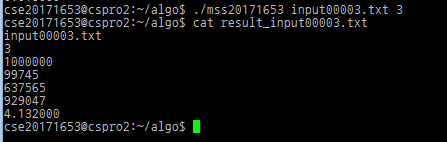 cse20171653@cspro2:~/algo$ ./mss20171653 input00003.txt 3
cse20171653@cspro2:~/algo$ cat result_input00003.txt
input00003.txt
3
1000000
99745
637565
929047
4.132000
cse20171653@cspro2:~/algo$